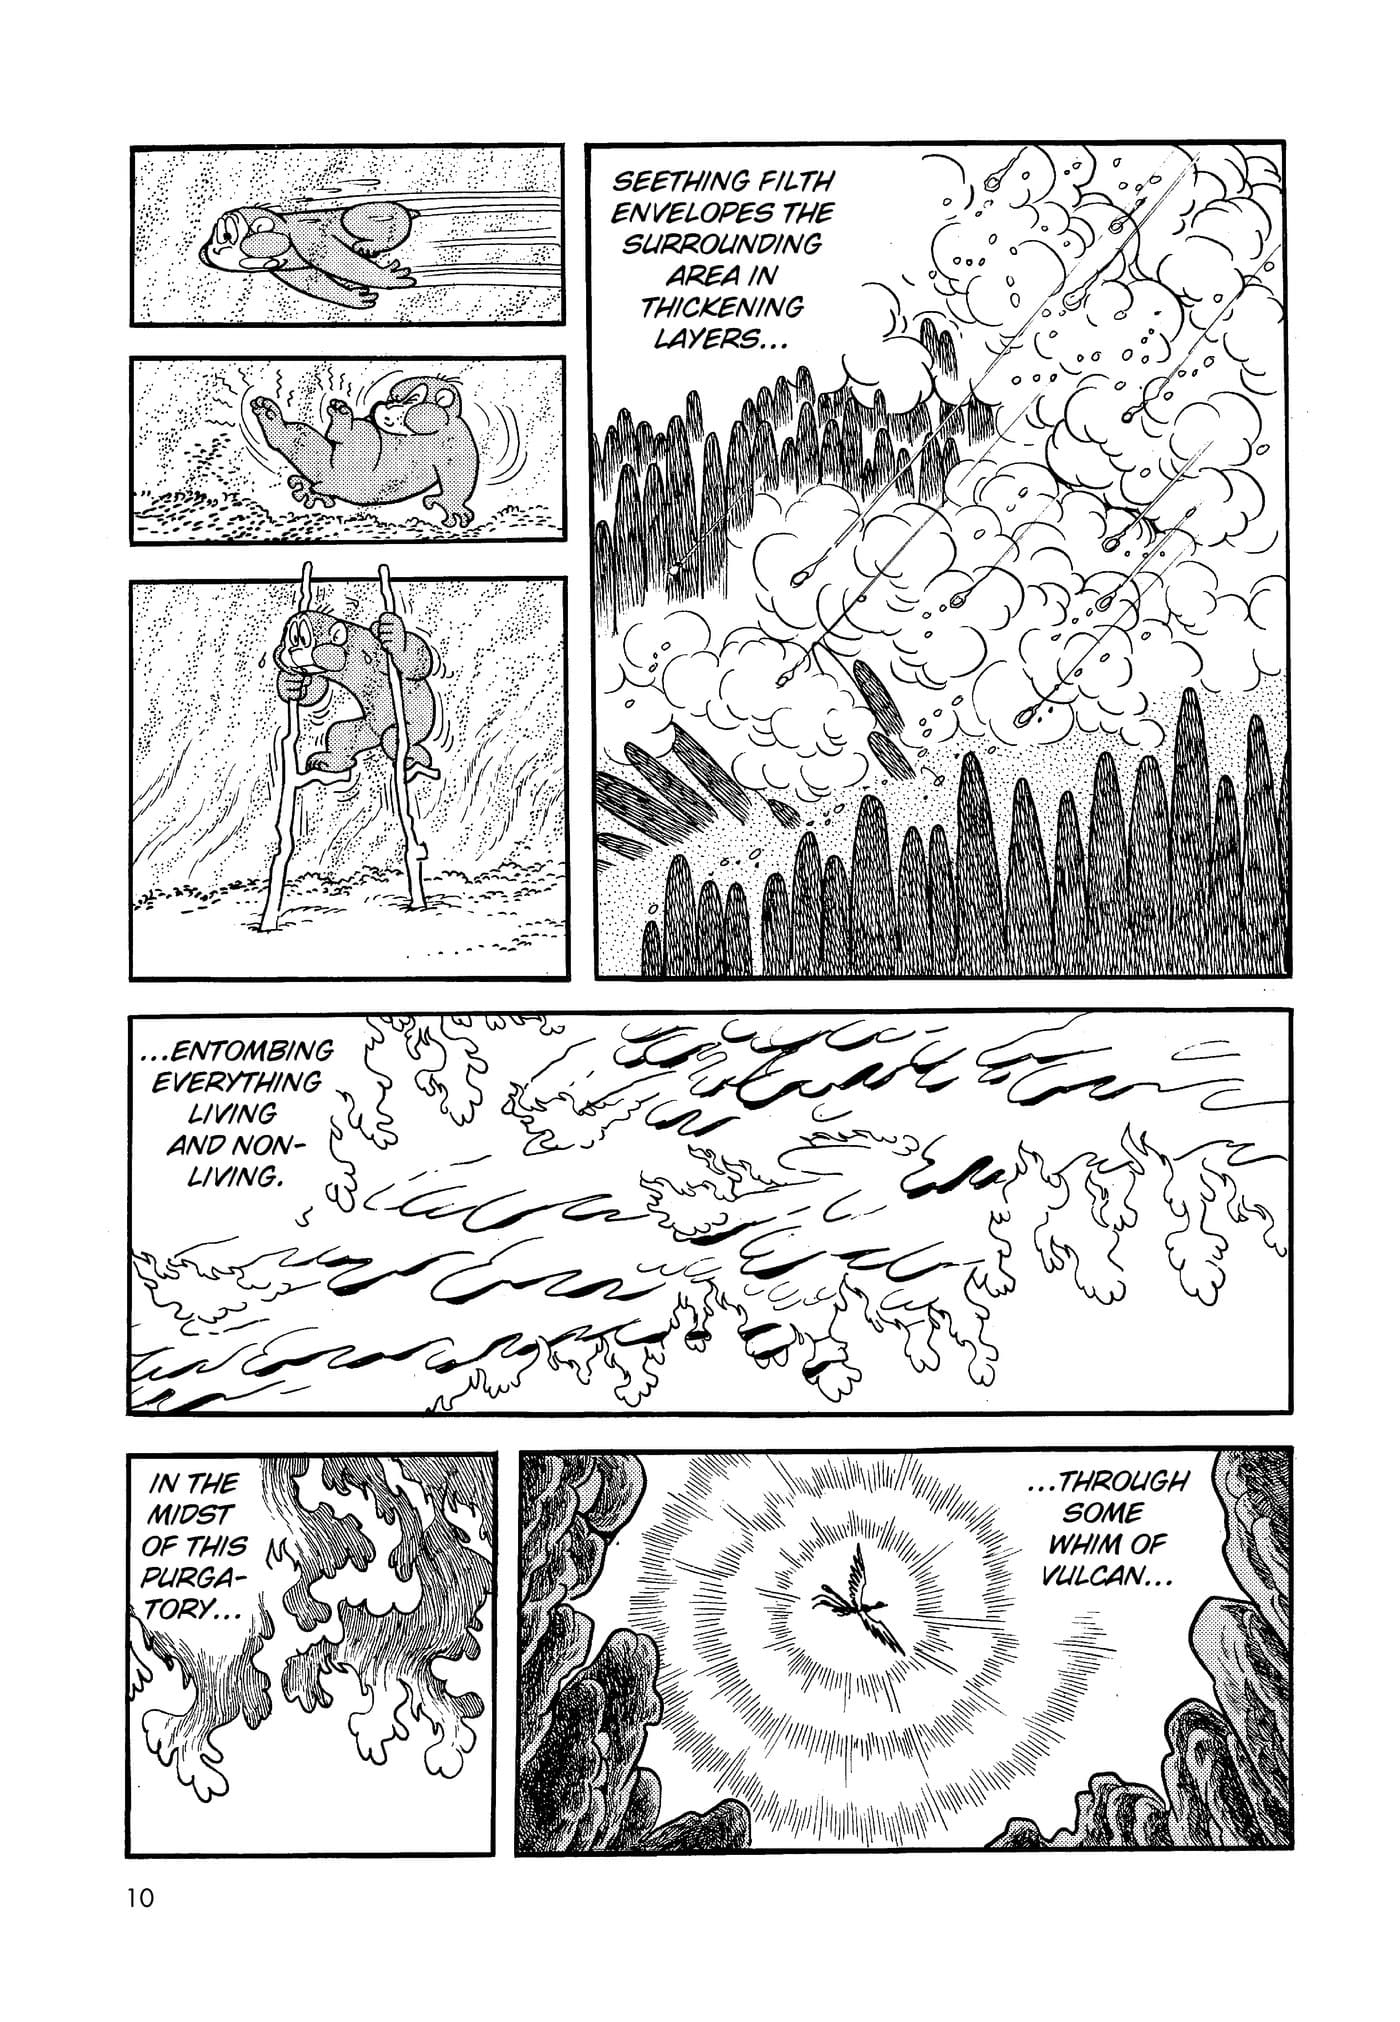 SEETHING FILTH
ENVELOPES THE
SURROUNDING
AREA IN
THICKENING
LAYERS...
...ENTOMBING
EVERYTHING
LIVING
AND NON-
LIVING.
IN THE
MIDST
OF THIS
PURGA-
TORY...
...THROUGH
SOME
WHIM OF
VULCAN...
10